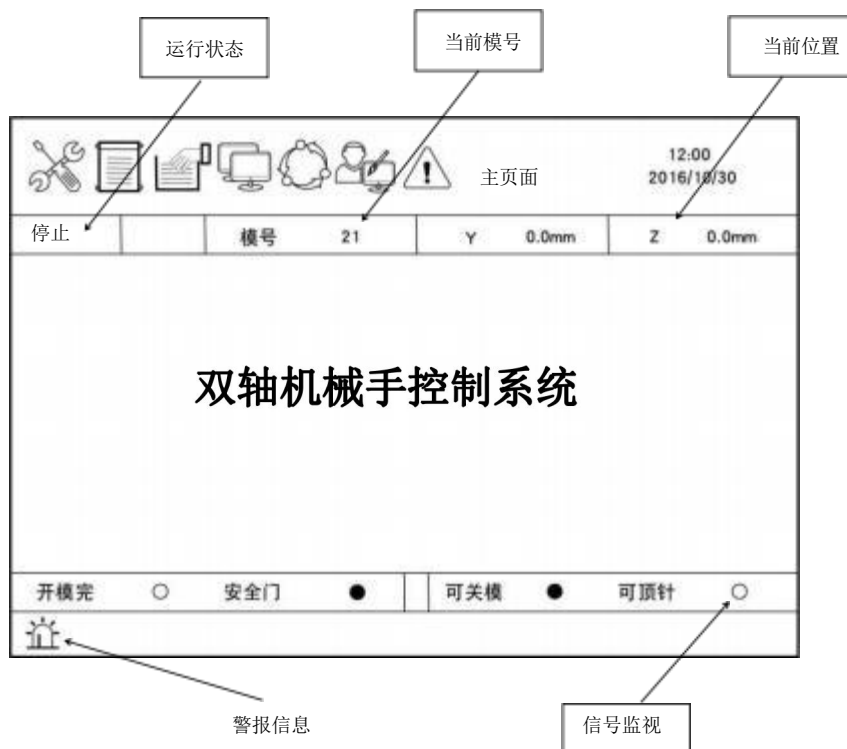 运行状态
当前模号
当前位置
主页面
12:00
2016/10/30
停止 模号 21 Y 0.0mm Z 0.0mm
双轴机械手控制系统
开模完 安全门 可关模 可顶针
警报信息
信号监视